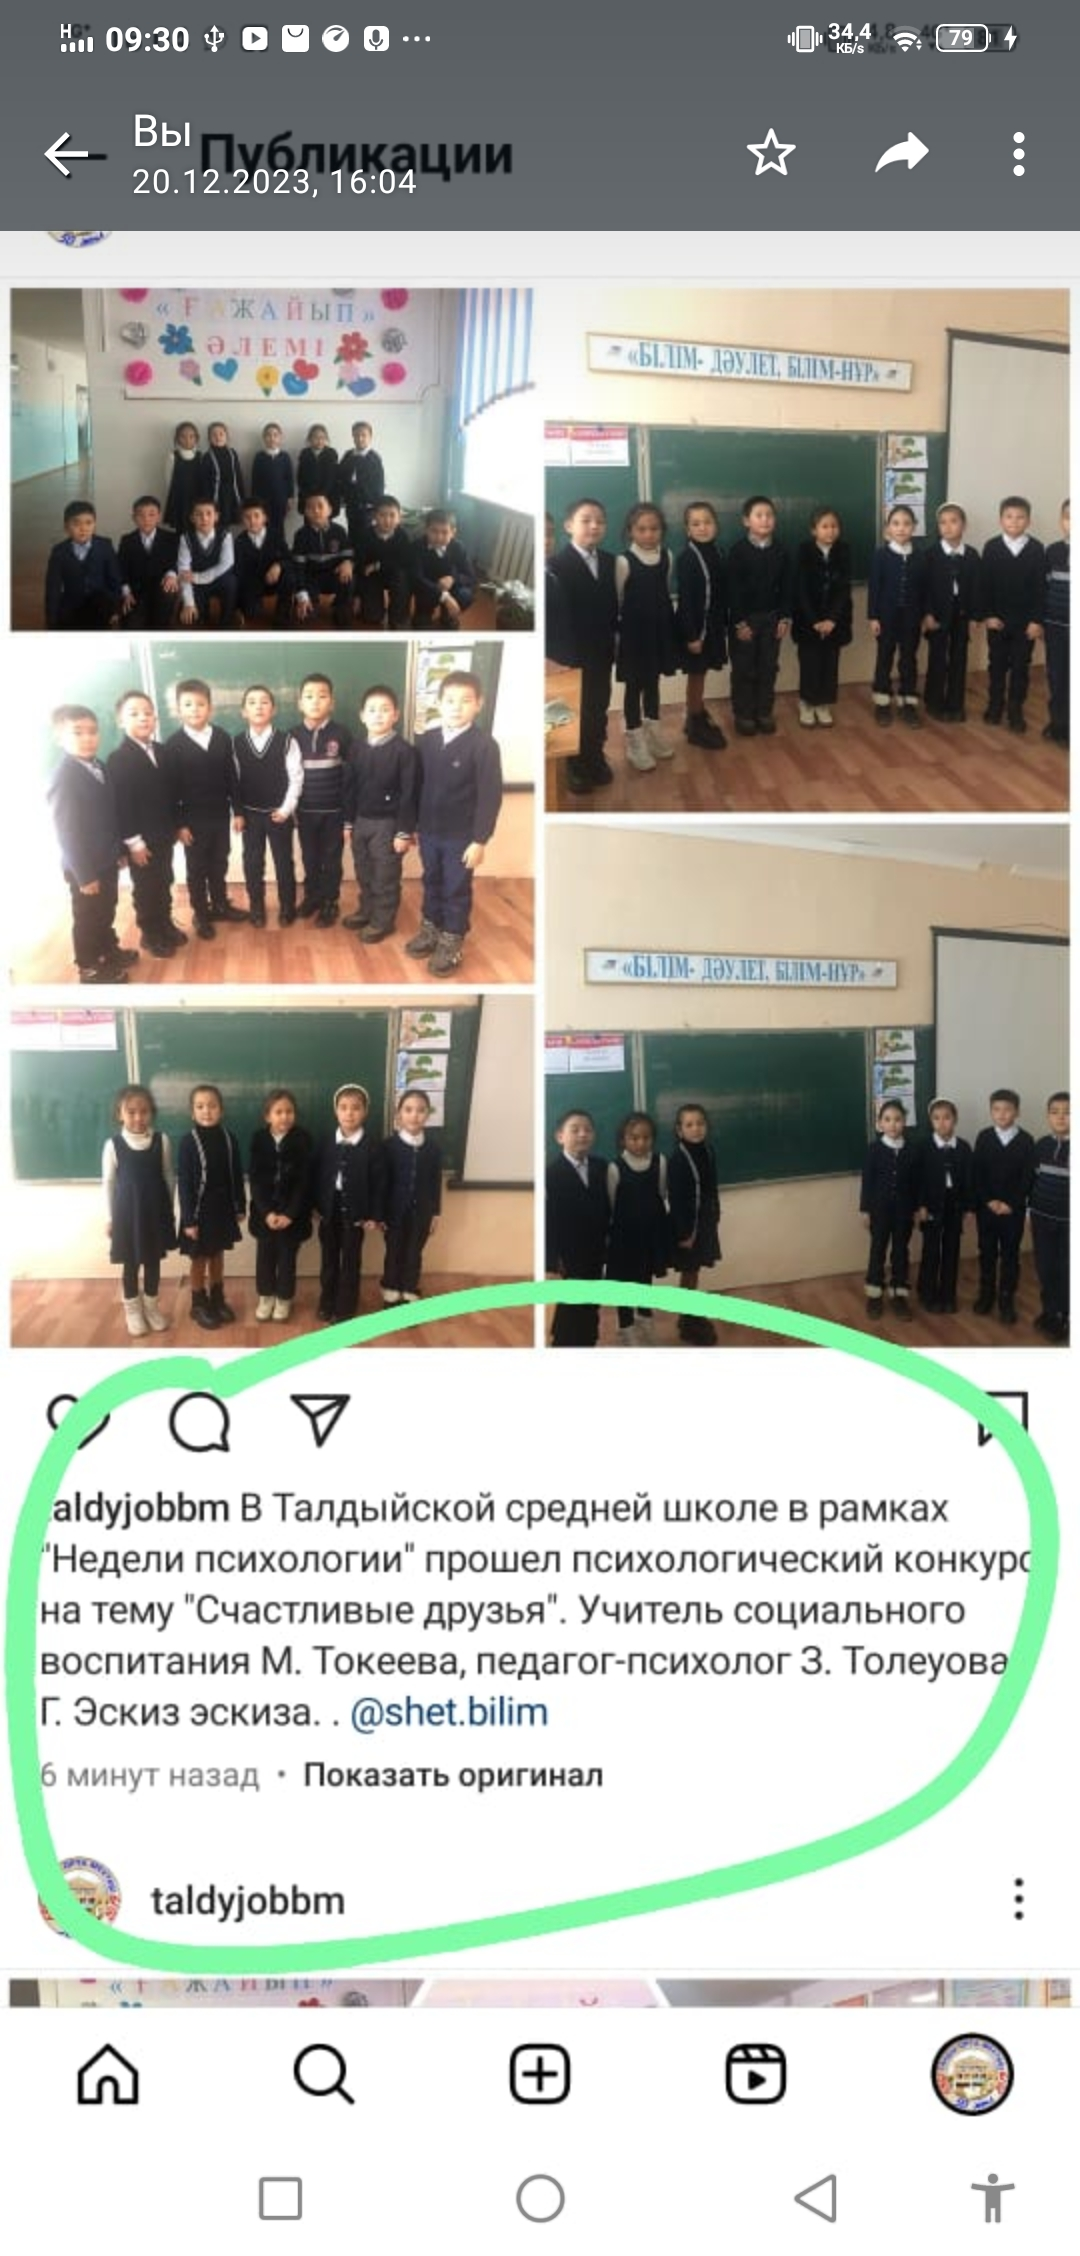 09:30
34,4
КБ/s
79
Вы
Публикации
20.12.2023, 16:04
«ҒАЖАЙЫП»
ӘЛЕМІ
«БІЛІМ- ДӘУЛЕТ, БІЛІМ-НҰР»
«БІЛІМ- ДӘУЛЕТ, БІЛІМ-НҰР»
aldyjobbm В Талдыйской средней школе в рамках
"Недели психологии" прошел психологический конкурс
на тему "Счастливые друзья". Учитель социального
воспитания М. Токеева, педагог-психолог З. Толеуова
Г. Эскиз эскиза. . @shet.bilim
6 минут назад • Показать оригинал
taldyjobbm